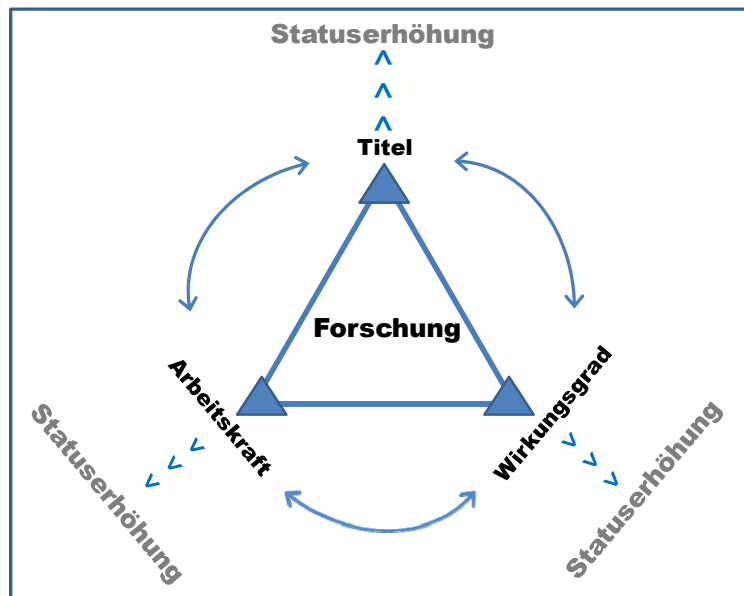 Statuserhöhung
Titel
Forschung
Arbeitskraft
Wirkungsgrad
Statuserhöhung
Statuserhöhung